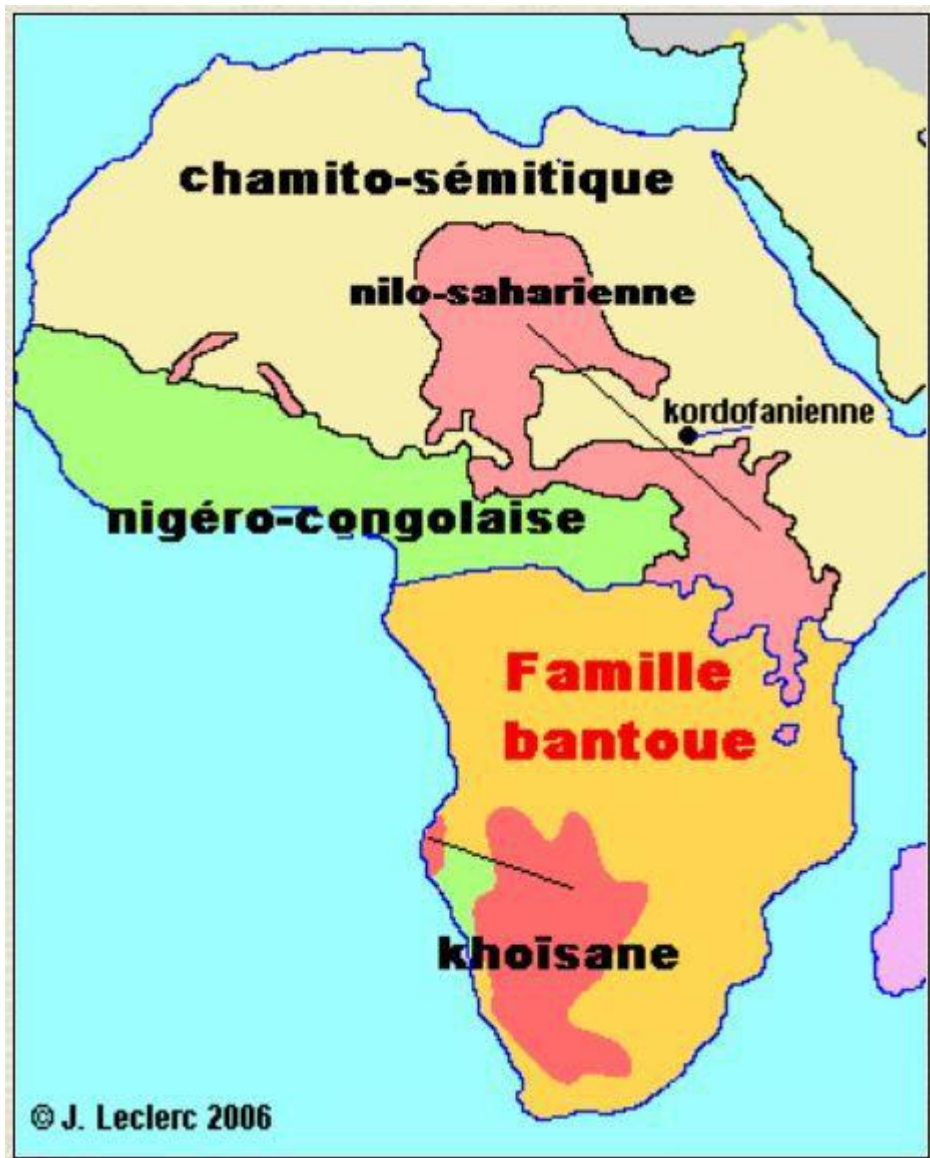 chamito-sémitique
nilo-saharienne
kordofanienne
nigéro-congolaise
Famille
bantoue
khoïsane
© J. Leclerc 2006